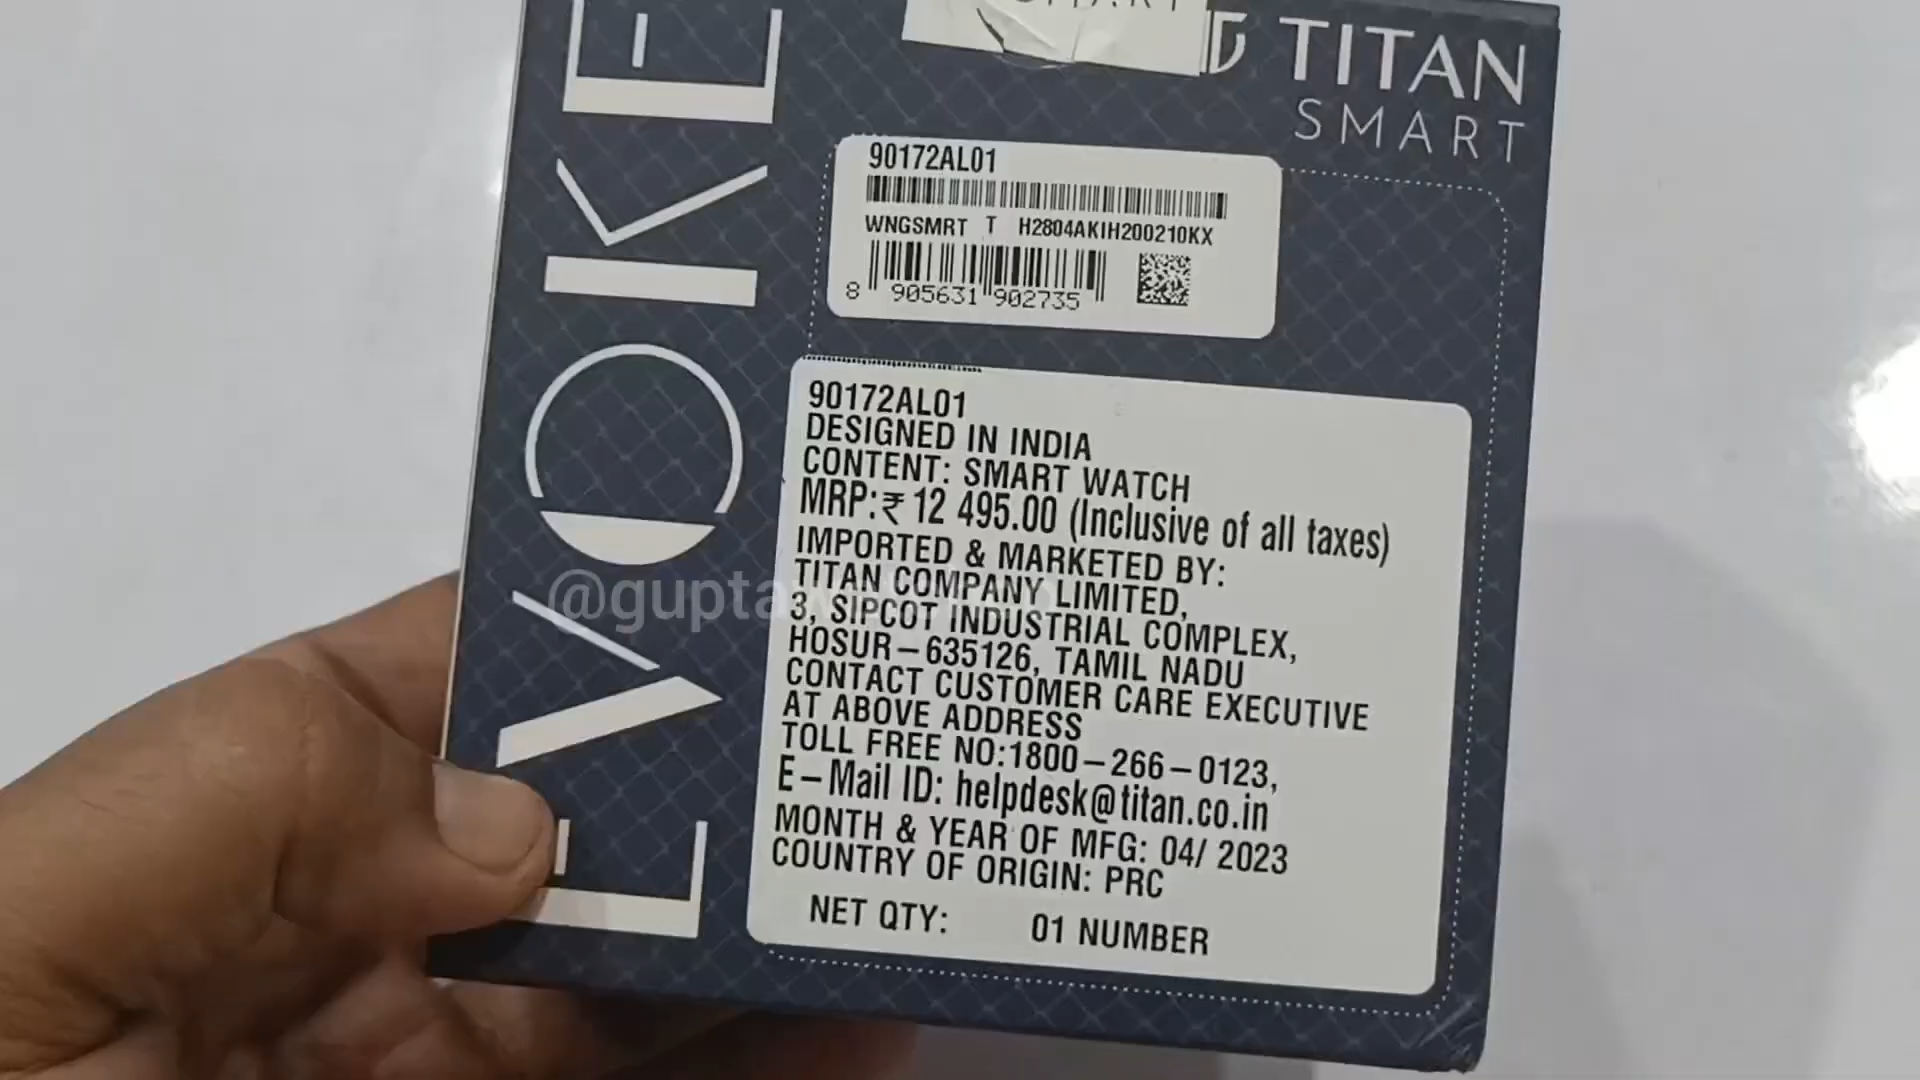 EVOKE
TITAN
SMART
90172AL01
WNGSMRT T H2804AKIH200210KX
8 905631 902735
90172AL01
DESIGNED IN INDIA
CONTENT: SMART WATCH
MRP:₹ 12 495.00 (Inclusive of all taxes)
IMPORTED & MARKETED BY:
TITAN COMPANY LIMITED,
3, SIPCOT INDUSTRIAL COMPLEX,
HOSUR-635126, TAMIL NADU
CONTACT CUSTOMER CARE EXECUTIVE
AT ABOVE ADDRESS
TOLL FREE NO:1800-266-0123,
E-Mail ID: helpdesk@titan.co.in
MONTH & YEAR OF MFG: 04/ 2023
COUNTRY OF ORIGIN: PRC
NET QTY: 01 NUMBER